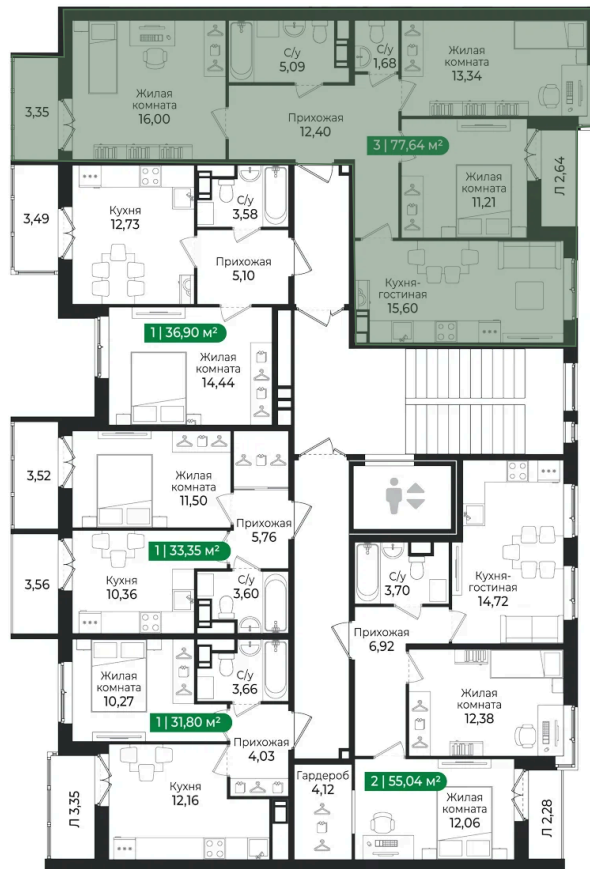 С/у
5,09
С/у
1,68
Жилая
комната
13,34
Жилая
комната
16,00
3,35
Прихожая
12,40
3 | 77,64 м²
Жилая
комната
11,21
Л 2,64
3,49
Кухня
12,73
С/у
3,58
Прихожая
5,10
Кухня-
гостиная
15,60
1 | 36,90 м²
Жилая
комната
14,44
3,52
Жилая
комната
11,50
Прихожая
5,76
1 | 33,35 м²
3,56
Кухня
10,36
С/у
3,60
С/у
3,70
Кухня-
гостиная
14,72
Прихожая
6,92
Жилая
комната
10,27
С/у
3,66
Жилая
комната
12,38
1 | 31,80 м²
Прихожая
4,03
Л 3,35
Кухня
12,16
Гардероб
4,12
2 | 55,04 м²
Жилая
комната
12,06
Л 2,28